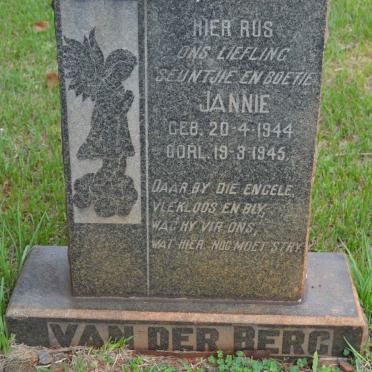 HIER RUS
ONS LIEFLING
SEUNTJIE EN BOETIE
JANNIE
GEB. 20-4-1944
OORL. 19-3-1945.
DAAR BY DIE ENGELE,
VLEKLOOS EN BLY,
WAG HY VIR ONS,
WAT HIER NOG MOET STRY
VAN DER BERG